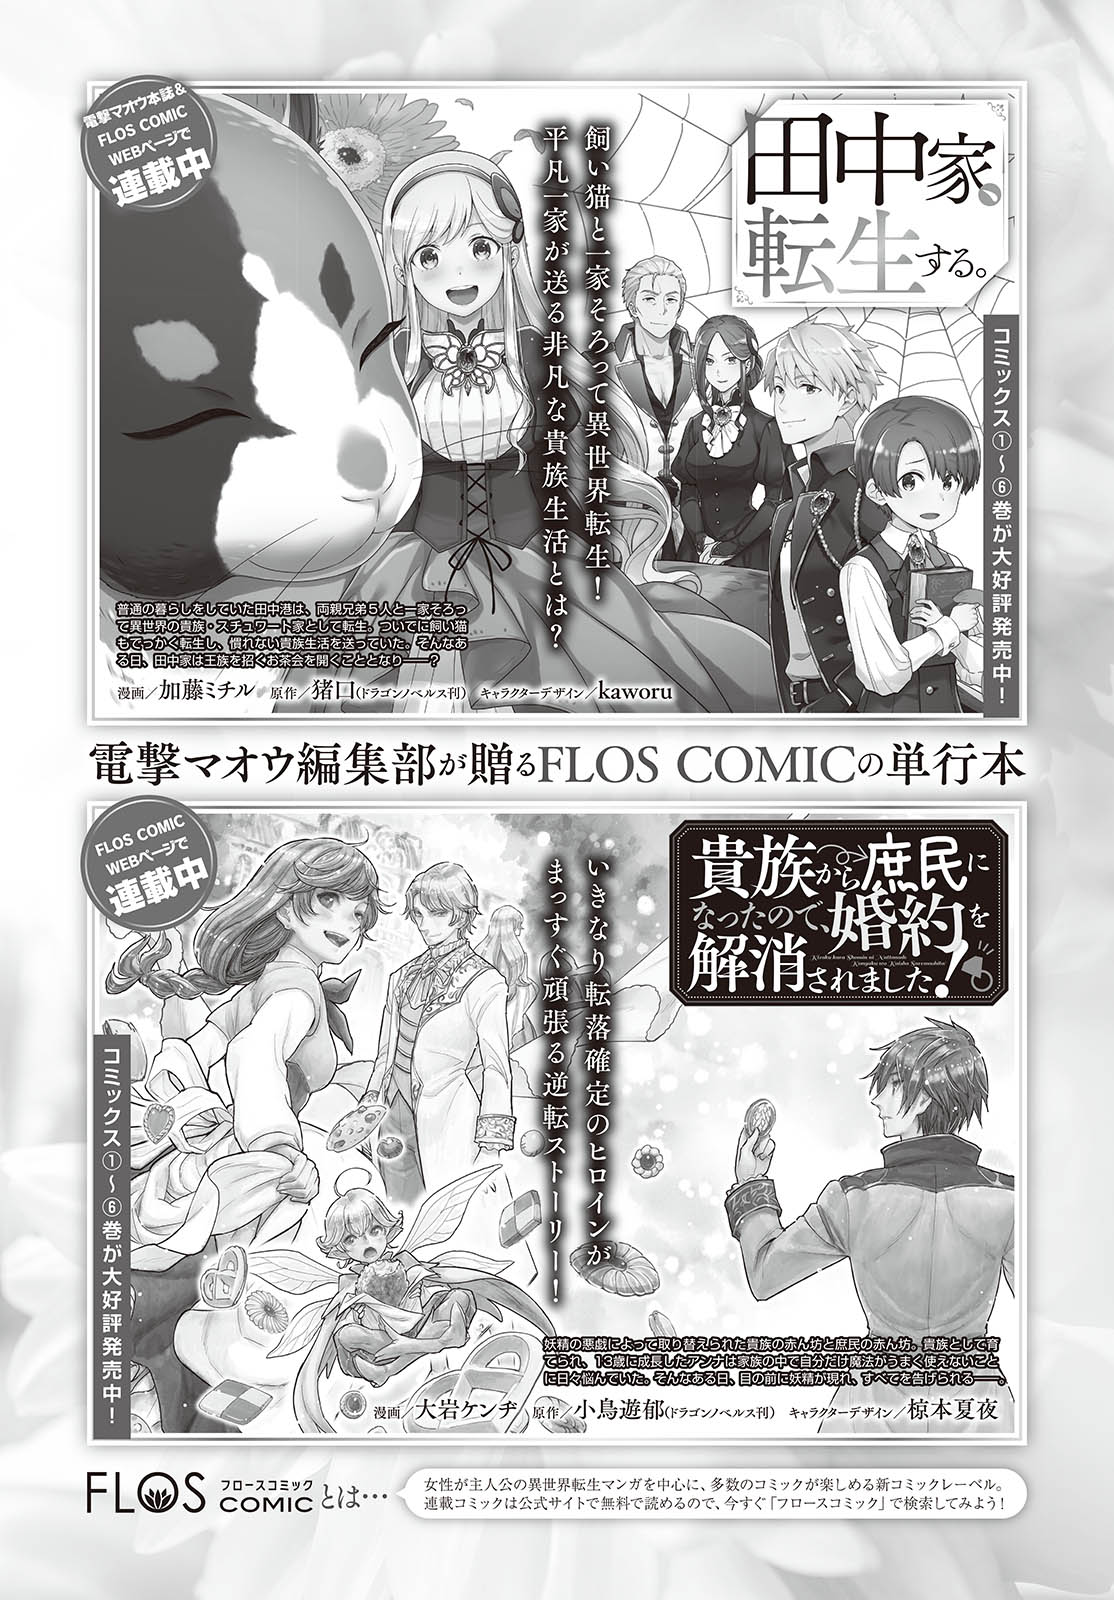 電撃マオウ本誌＆
FLOS COMIC
WEBページで
連載中
田中家、
転生する。
飼い猫と一家そろって異世界転生！
平凡一家が送る非凡な貴族生活とは？
コミックス①〜⑥巻が大好評発売中！
普通の暮らしをしていた田中港は、両親兄弟５人と一家そろっ
て異世界の貴族・スチュワート家として転生。ついでに飼い猫
もでっかく転生し、慣れない貴族生活を送っていた。そんなあ
る日、田中家は王族を招くお茶会を開くこととなり――？
漫画／加藤ミチル 原作／猪口（ドラゴンノベルス刊） キャラクターデザイン／kaworu
電撃マオウ編集部が贈るFLOS COMICの単行本
FLOS COMIC
WEBページで
連載中
貴族から庶民に
なったので、婚約を
解消されました！
Kizoku kara Shomin ni Nattanode
Konyaku wo Kaisho Saremashita!
いきなり転落確定のヒロインが
まっすぐ頑張る逆転ストーリー！
コミックス①〜⑥巻が大好評発売中！
妖精の悪戯によって取り替えられた貴族の赤ん坊と庶民の赤ん坊。貴族として育
てられ、13歳に成長したアンナは家族の中で自分だけ魔法がうまく使えないこと
に日々悩んでいた。そんなある日、目の前に妖精が現れ、すべてを告げられる――。
漫画／大岩ケンヂ 原作／小鳥遊郁（ドラゴンノベルス刊） キャラクターデザイン／椋本夏夜
FLOS フロースコミック COMIC とは…
女性が主人公の異世界転生マンガを中心に、多数のコミックが楽しめる新コミックレーベル。
連載コミックは公式サイトで無料で読めるので、今すぐ「フロースコミック」で検索してみよう！